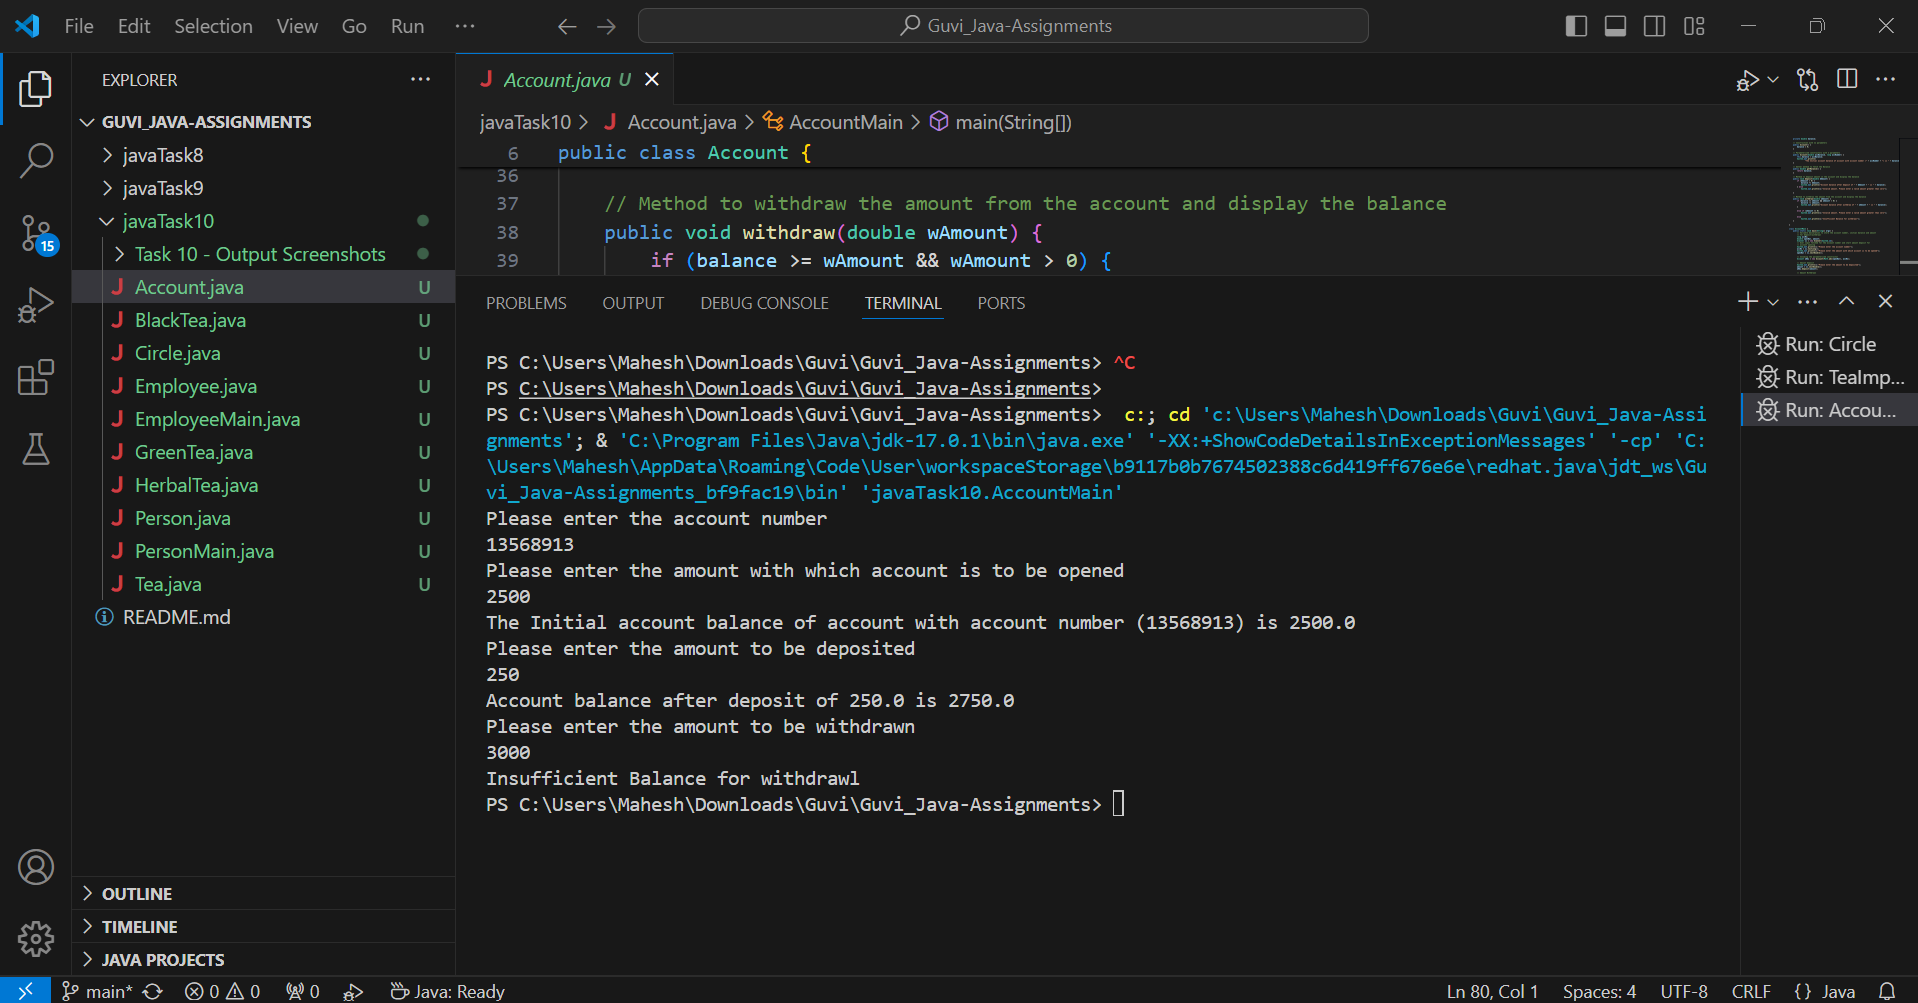 File Edit Selection View Go Run ··· Guvi_Java-Assignments
EXPLORER ···
GUVI_JAVA-ASSIGNMENTS
javaTask8
javaTask9
javaTask10
Task 10 - Output Screenshots
J Account.java U
J BlackTea.java U
J Circle.java U
J Employee.java U
J EmployeeMain.java U
J GreenTea.java U
J HerbalTea.java U
J Person.java U
J PersonMain.java U
J Tea.java U
README.md
OUTLINE
TIMELINE
JAVA PROJECTS
15
J Account.java U
javaTask10 > J Account.java > AccountMain > main(String[])
6 public class Account {
36
37 // Method to withdraw the amount from the account and display the balance
38 public void withdraw(double wAmount) {
39 if (balance >= wAmount && wAmount > 0) {
PROBLEMS OUTPUT DEBUG CONSOLE TERMINAL PORTS
PS C:\Users\Mahesh\Downloads\Guvi\Guvi_Java-Assignments> ^C
PS C:\Users\Mahesh\Downloads\Guvi\Guvi_Java-Assignments>
PS C:\Users\Mahesh\Downloads\Guvi\Guvi_Java-Assignments>  c:; cd 'c:\Users\Mahesh\Downloads\Guvi\Guvi_Java-Assi
gnments'; & 'C:\Program Files\Java\jdk-17.0.1\bin\java.exe' '-XX:+ShowCodeDetailsInExceptionMessages' '-cp' 'C:
\Users\Mahesh\AppData\Roaming\Code\User\workspaceStorage\b9117b0b7674502388c6d419ff676e6e\redhat.java\jdt_ws\Gu
vi_Java-Assignments_bf9fac19\bin' 'javaTask10.AccountMain'
Please enter the account number
13568913
Please enter the amount with which account is to be opened
2500
The Initial account balance of account with account number (13568913) is 2500.0
Please enter the amount to be deposited
250
Account balance after deposit of 250.0 is 2750.0
Please enter the amount to be withdrawn
3000
Insufficient Balance for withdrawl
PS C:\Users\Mahesh\Downloads\Guvi\Guvi_Java-Assignments>
Run: Circle
Run: TeaImp...
Run: Accou...
main* 0 0 0 Java: Ready Ln 80, Col 1 Spaces: 4 UTF-8 CRLF {} Java